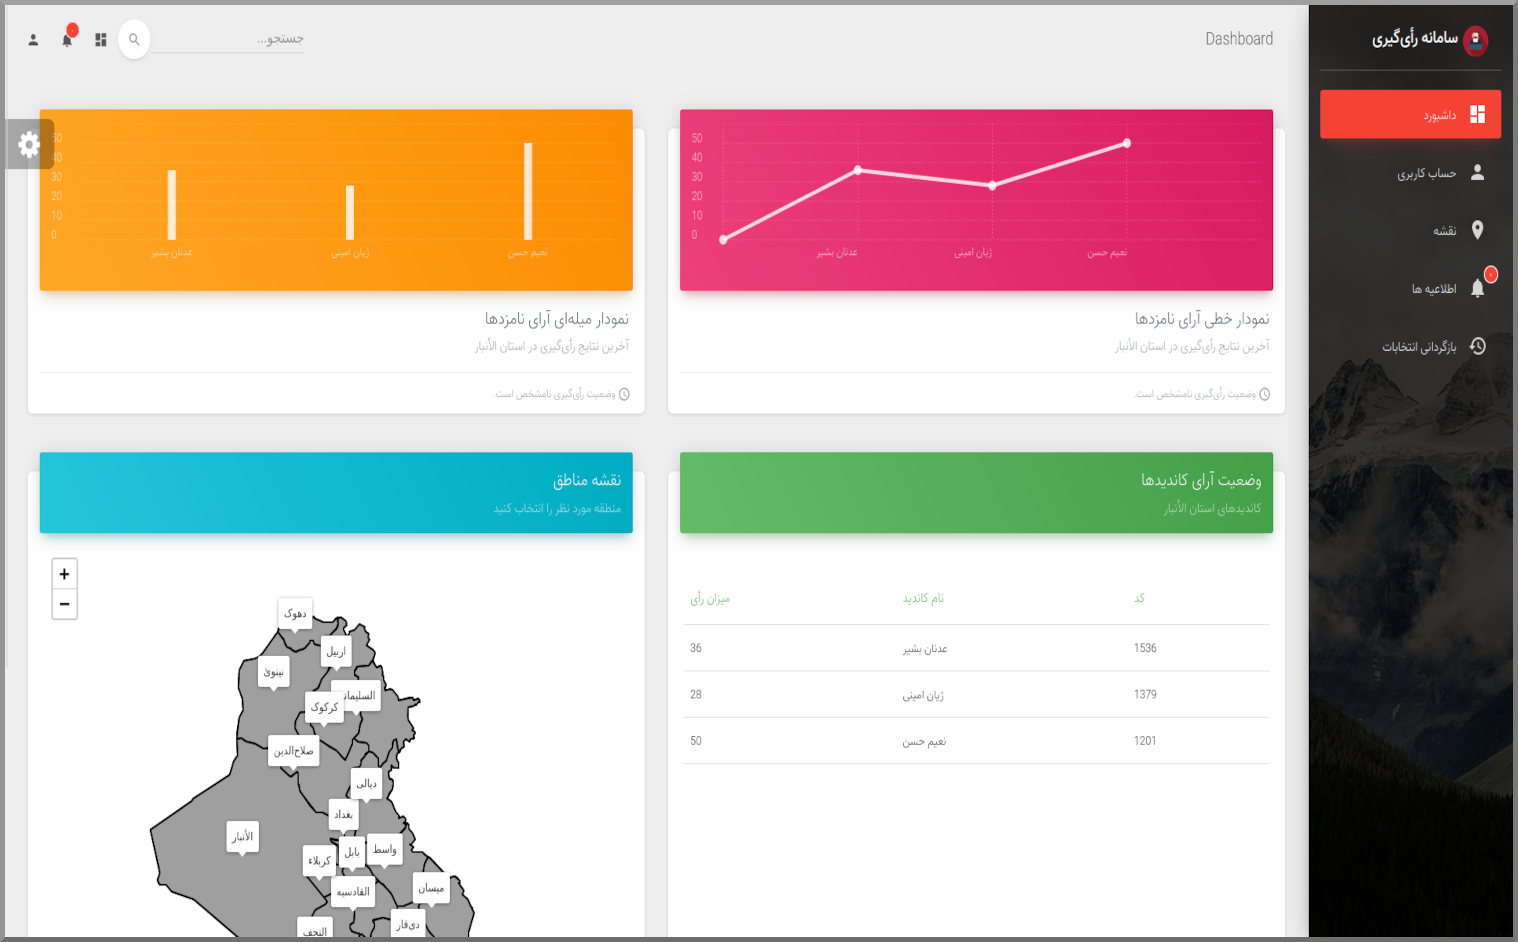 سامانه رأی‌گیری
داشبورد
حساب کاربری
نقشه
اطلاعیه ها
بازگردانی انتخابات
Dashboard
جستجو...
50
40
30
20
10
0
عدنان بشیر
ژیان امینی
نعیم حسن
نمودار خطی آرای نامزدها
آخرین نتایج رأی‌گیری در استان الأنبار
وضعیت رأی‌گیری نامشخص است.
50
40
30
20
10
0
عدنان بشیر
ژیان امینی
نعیم حسن
نمودار میله‌ای آرای نامزدها
آخرین نتایج رأی‌گیری در استان الأنبار
وضعیت رأی‌گیری نامشخص است.
وضعیت آرای کاندیدها
کاندیدهای استان الأنبار
کد نام کاندید میزان رأی
1536 عدنان بشیر 36
1379 ژیان امینی 28
1201 نعیم حسن 50
نقشه مناطق
منطقه مورد نظر را انتخاب کنید
+
−
دهوک
اربیل
نینوئ
السلیمان
کرکوک
صلاح‌الدین
دیالی
بغداد
الأنبار
واسط
بابل
کربلاء
میسان
القادسیه
ذی‌قار
النجف